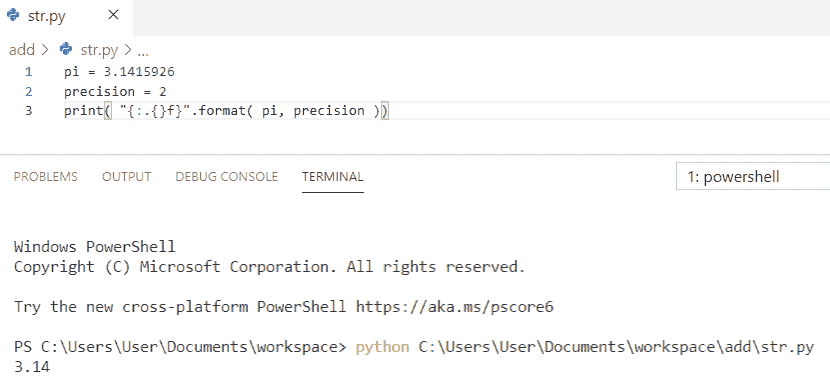 str.py
add > str.py > ...
1 pi = 3.1415926
2 precision = 2
3 print( "{:.{}f}".format( pi, precision ))
PROBLEMS OUTPUT DEBUG CONSOLE TERMINAL 1: powershell
Windows PowerShell
Copyright (C) Microsoft Corporation. All rights reserved.
Try the new cross-platform PowerShell https://aka.ms/pscore6
PS C:\Users\User\Documents\workspace> python C:\Users\User\Documents\workspace\add\str.py
3.14